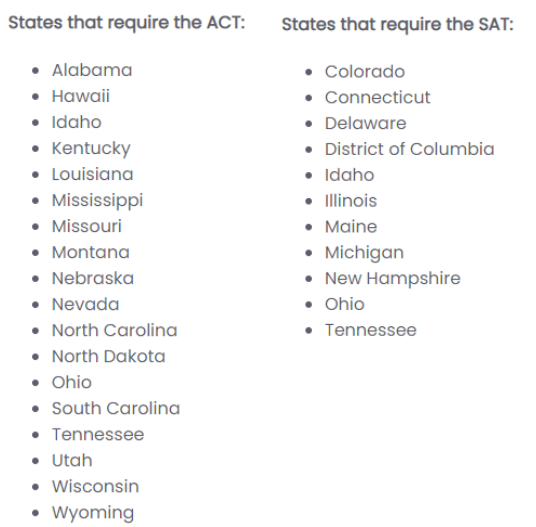 States that require the ACT:
Alabama
Hawaii
Idaho
Kentucky
Louisiana
Mississippi
Missouri
Montana
Nebraska
Nevada
North Carolina
North Dakota
Ohio
South Carolina
Tennessee
Utah
Wisconsin
Wyoming
States that require the SAT:
Colorado
Connecticut
Delaware
District of Columbia
Idaho
Illinois
Maine
Michigan
New Hampshire
Ohio
Tennessee